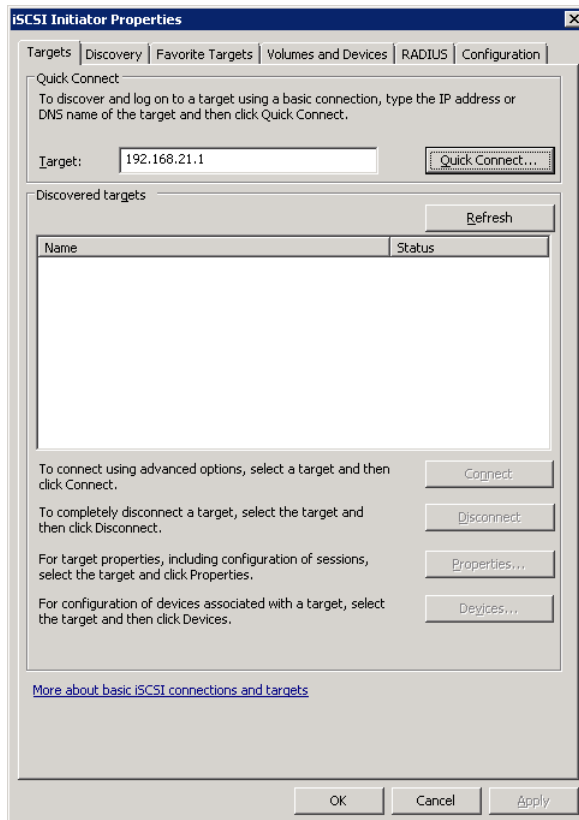 iSCSI Initiator Properties
Targets Discovery Favorite Targets Volumes and Devices RADIUS Configuration
Quick Connect
To discover and log on to a target using a basic connection, type the IP address or
DNS name of the target and then click Quick Connect.
Target: 192.168.21.1 Quick Connect...
Discovered targets
Refresh
Name Status
To connect using advanced options, select a target and then
click Connect.
Connect
To completely disconnect a target, select the target and
then click Disconnect.
Disconnect
For target properties, including configuration of sessions,
select the target and click Properties.
Properties...
For configuration of devices associated with a target, select
the target and then click Devices.
Devices...
More about basic iSCSI connections and targets
OK Cancel Apply